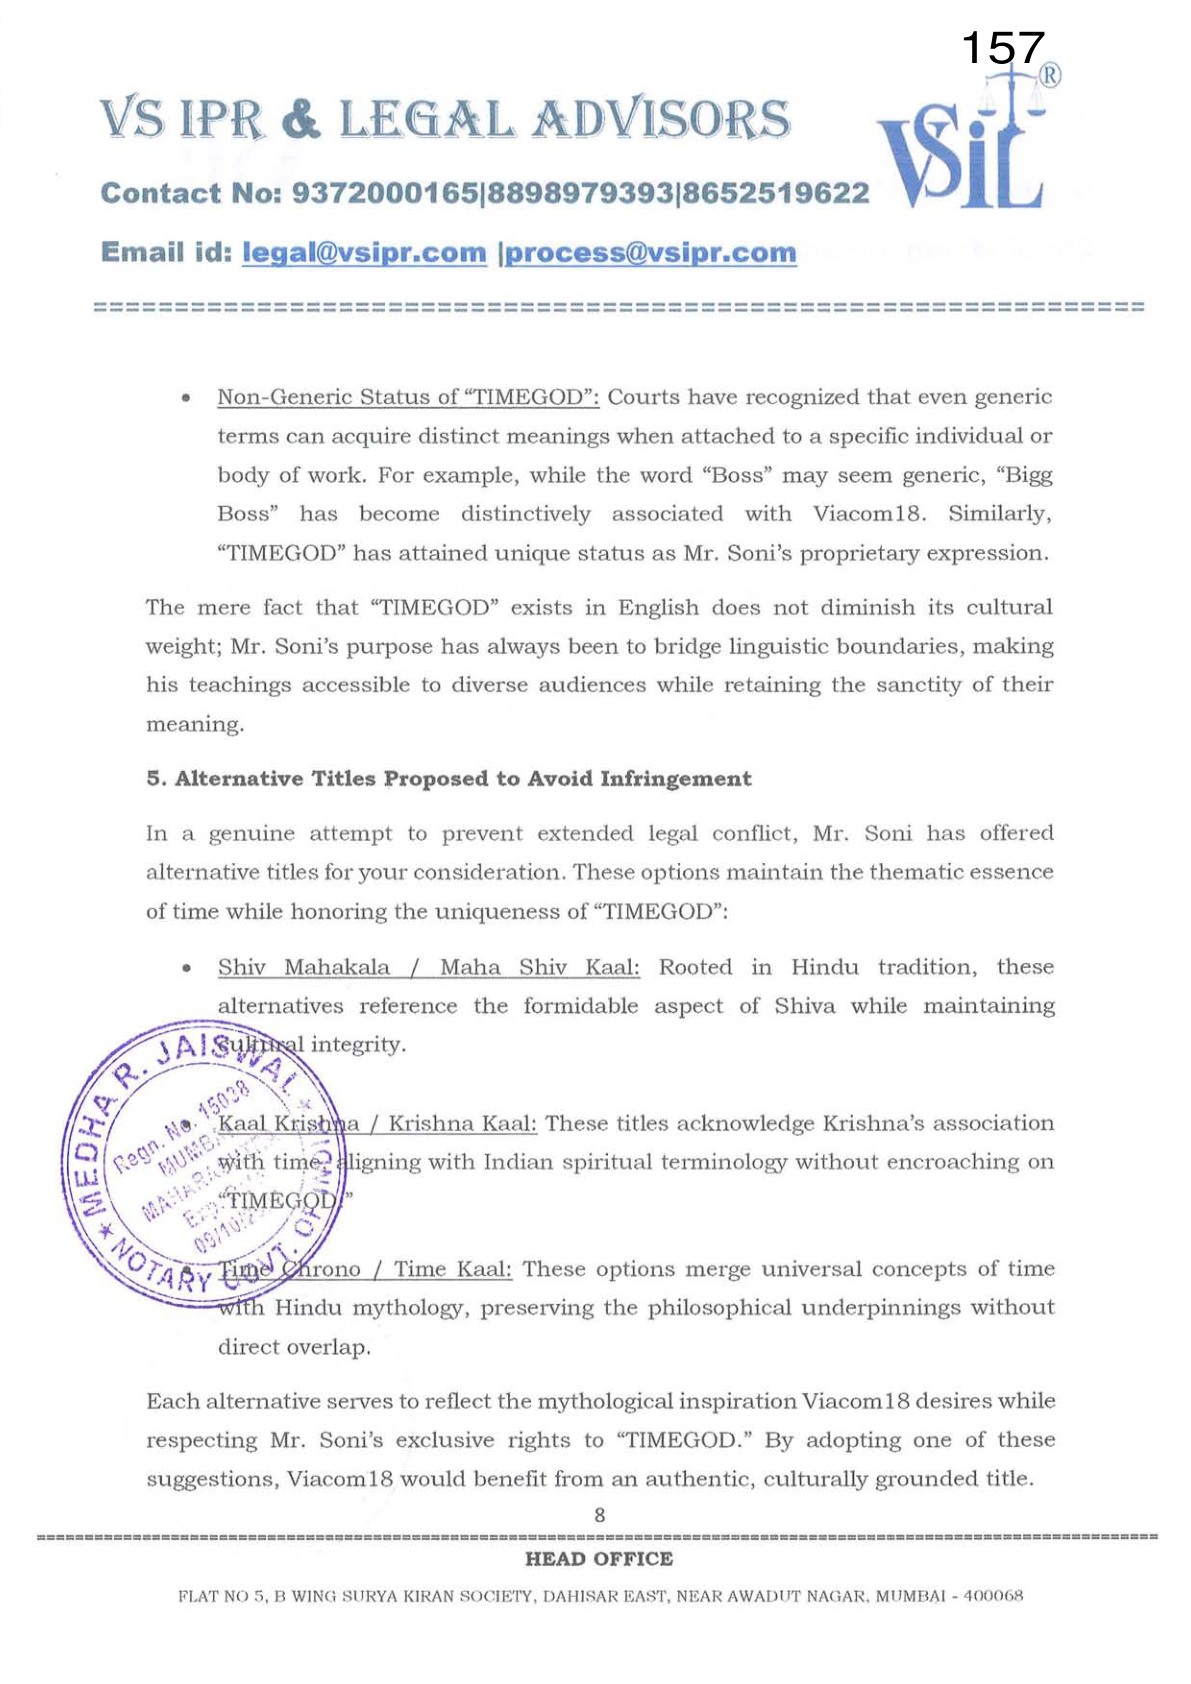 157
VS IPR & LEGAL ADVISORS
VSIL ®
Contact No: 9372000165|8898979393|8652519622
Email id: legal@vsipr.com |process@vsipr.com
• Non-Generic Status of “TIMEGOD”: Courts have recognized that even generic
terms can acquire distinct meanings when attached to a specific individual or
body of work. For example, while the word “Boss” may seem generic, “Bigg
Boss” has become distinctively associated with Viacom18. Similarly,
“TIMEGOD” has attained unique status as Mr. Soni’s proprietary expression.
The mere fact that “TIMEGOD” exists in English does not diminish its cultural
weight; Mr. Soni’s purpose has always been to bridge linguistic boundaries, making
his teachings accessible to diverse audiences while retaining the sanctity of their
meaning.
5. Alternative Titles Proposed to Avoid Infringement
In a genuine attempt to prevent extended legal conflict, Mr. Soni has offered
alternative titles for your consideration. These options maintain the thematic essence
of time while honoring the uniqueness of “TIMEGOD”:
• Shiv Mahakala / Maha Shiv Kaal: Rooted in Hindu tradition, these
alternatives reference the formidable aspect of Shiva while maintaining
cultural integrity.
• Kaal Krishna / Krishna Kaal: These titles acknowledge Krishna’s association
with time, aligning with Indian spiritual terminology without encroaching on
“TIMEGOD.”
• Time Chrono / Time Kaal: These options merge universal concepts of time
with Hindu mythology, preserving the philosophical underpinnings without
direct overlap.
MEDHA R. JAISWAL
Regn. No. 15038
NOTARY GOVT. OF INDIA
Each alternative serves to reflect the mythological inspiration Viacom18 desires while
respecting Mr. Soni’s exclusive rights to “TIMEGOD.” By adopting one of these
suggestions, Viacom18 would benefit from an authentic, culturally grounded title.
8
HEAD OFFICE
FLAT NO 5, B WING SURYA KIRAN SOCIETY, DAHISAR EAST, NEAR AWADUT NAGAR, MUMBAI - 400068